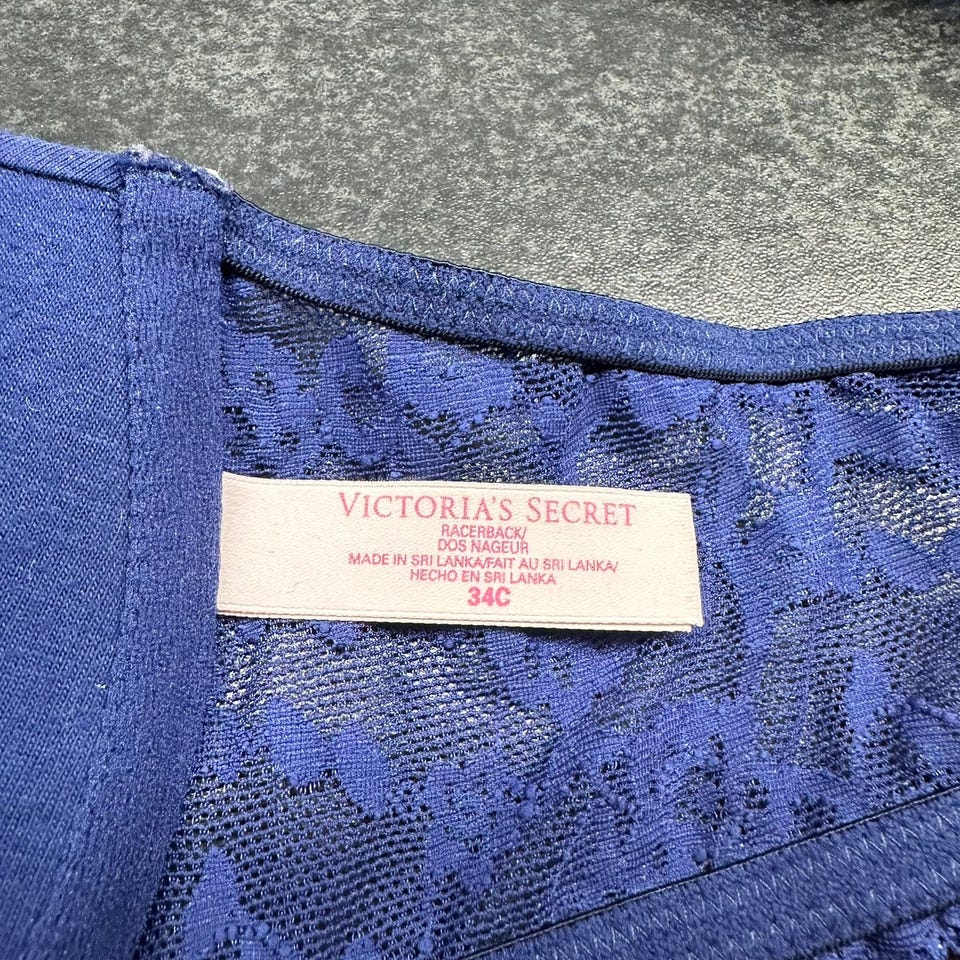 VICTORIA'S SECRET
RACERBACK/
DOS NAGEUR
MADE IN SRI LANKA/FAIT AU SRI LANKA/
HECHO EN SRI LANKA
34C